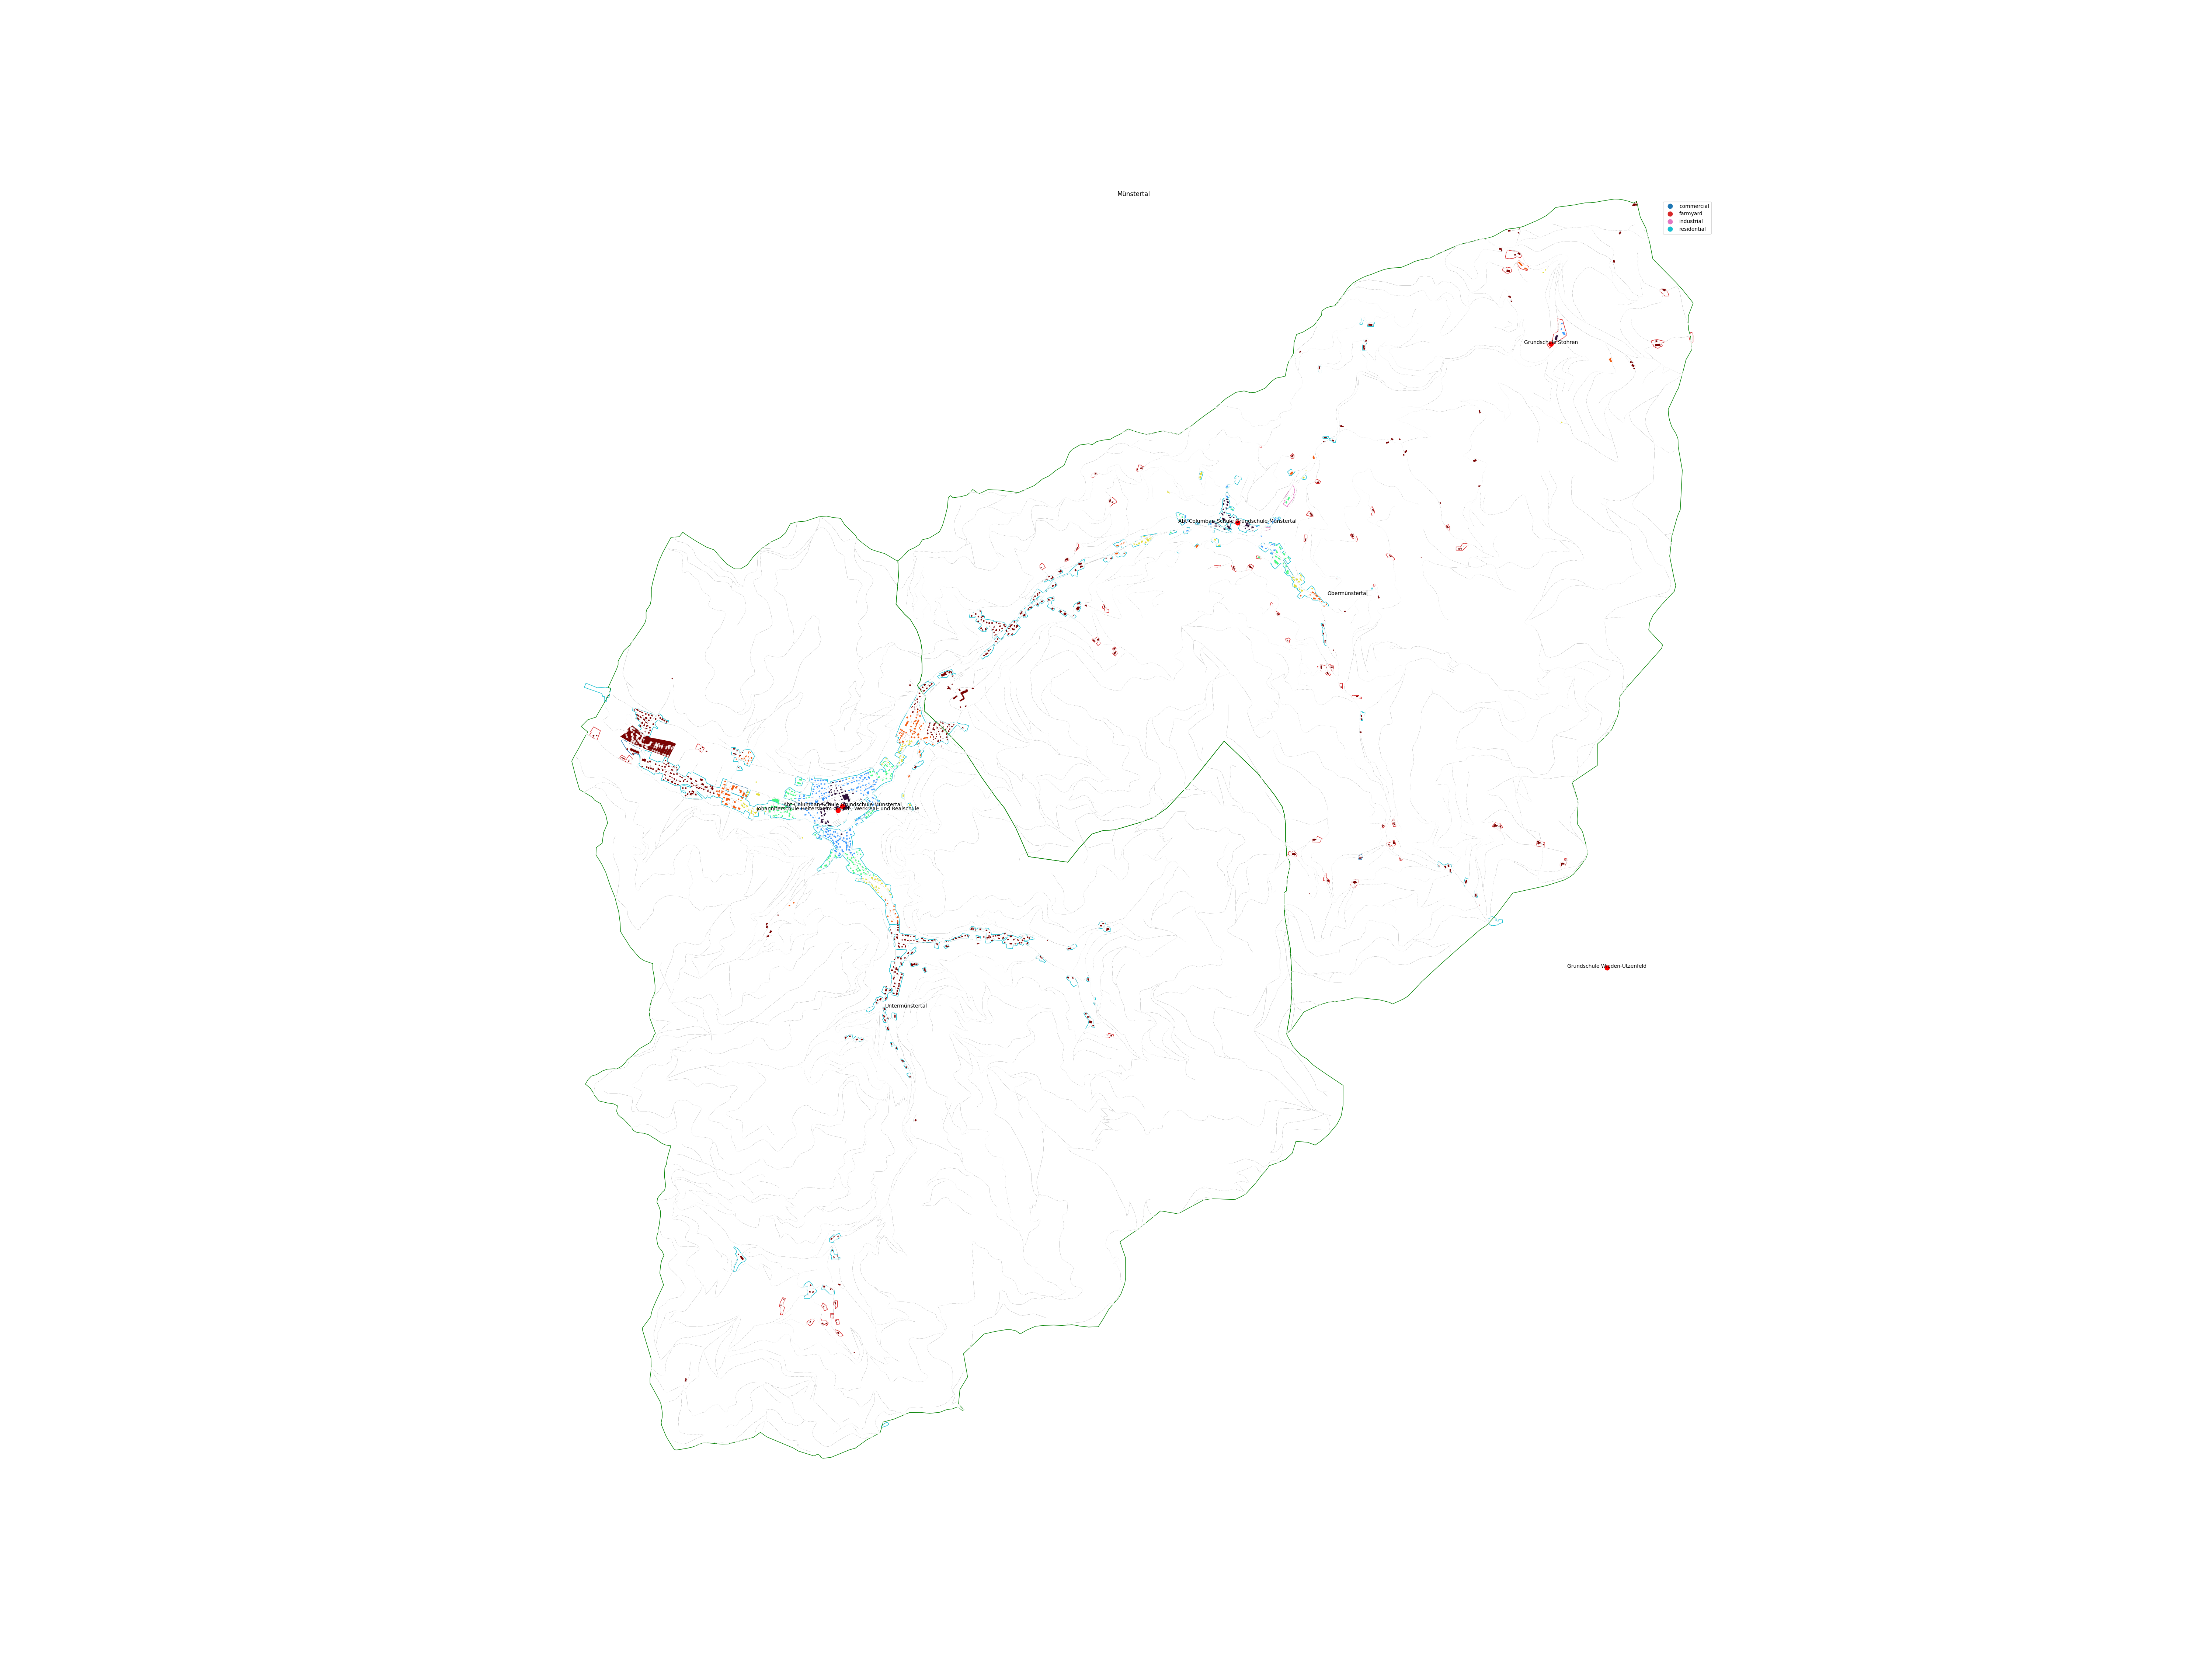 Münstertal
commercial
farmyard
industrial
residential
Grundschule Stohren
Abt-Columban-Schule Grundschule Münstertal
Obermünstertal
Abt-Columban-Schule Grundschule Münstertal
Johanniterschule Heitersheim Werkreal- und Realschule
Grundschule Wieden-Utzenfeld
Untermünstertal